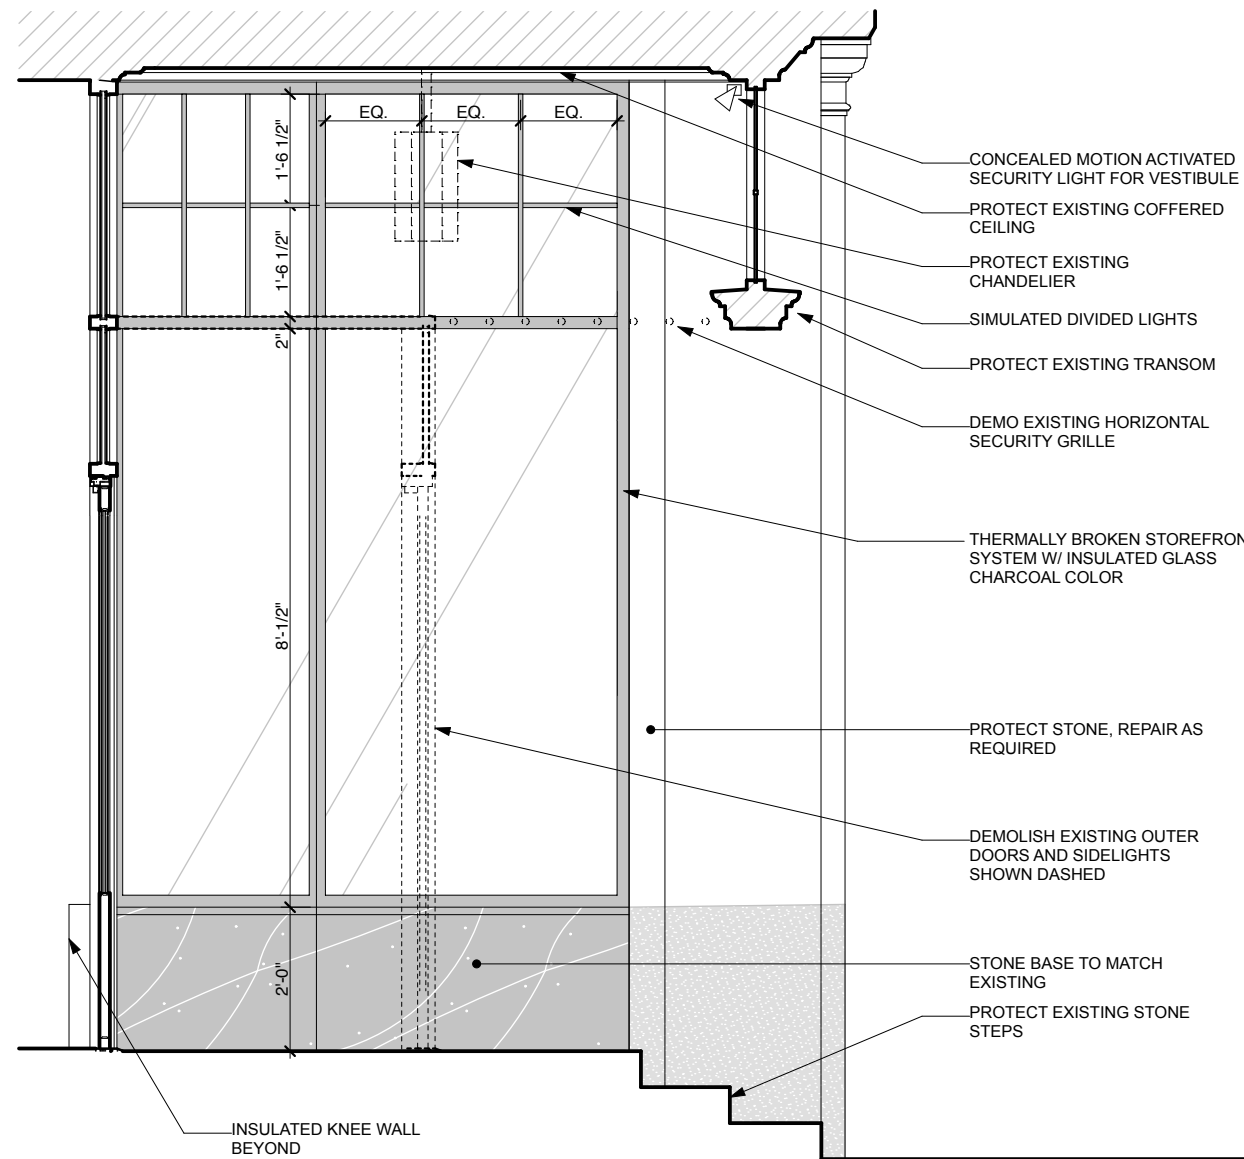 EQ.
EQ.
EQ.
1'-6 1/2"
1'-6 1/2"
2"
8'-1/2"
2'-0"
CONCEALED MOTION ACTIVATED
SECURITY LIGHT FOR VESTIBULE
PROTECT EXISTING COFFERED
CEILING
PROTECT EXISTING
CHANDELIER
SIMULATED DIVIDED LIGHTS
PROTECT EXISTING TRANSOM
DEMO EXISTING HORIZONTAL
SECURITY GRILLE
THERMALLY BROKEN STOREFRON
SYSTEM W/ INSULATED GLASS
CHARCOAL COLOR
PROTECT STONE, REPAIR AS
REQUIRED
DEMOLISH EXISTING OUTER
DOORS AND SIDELIGHTS
SHOWN DASHED
STONE BASE TO MATCH
EXISTING
PROTECT EXISTING STONE
STEPS
INSULATED KNEE WALL
BEYOND